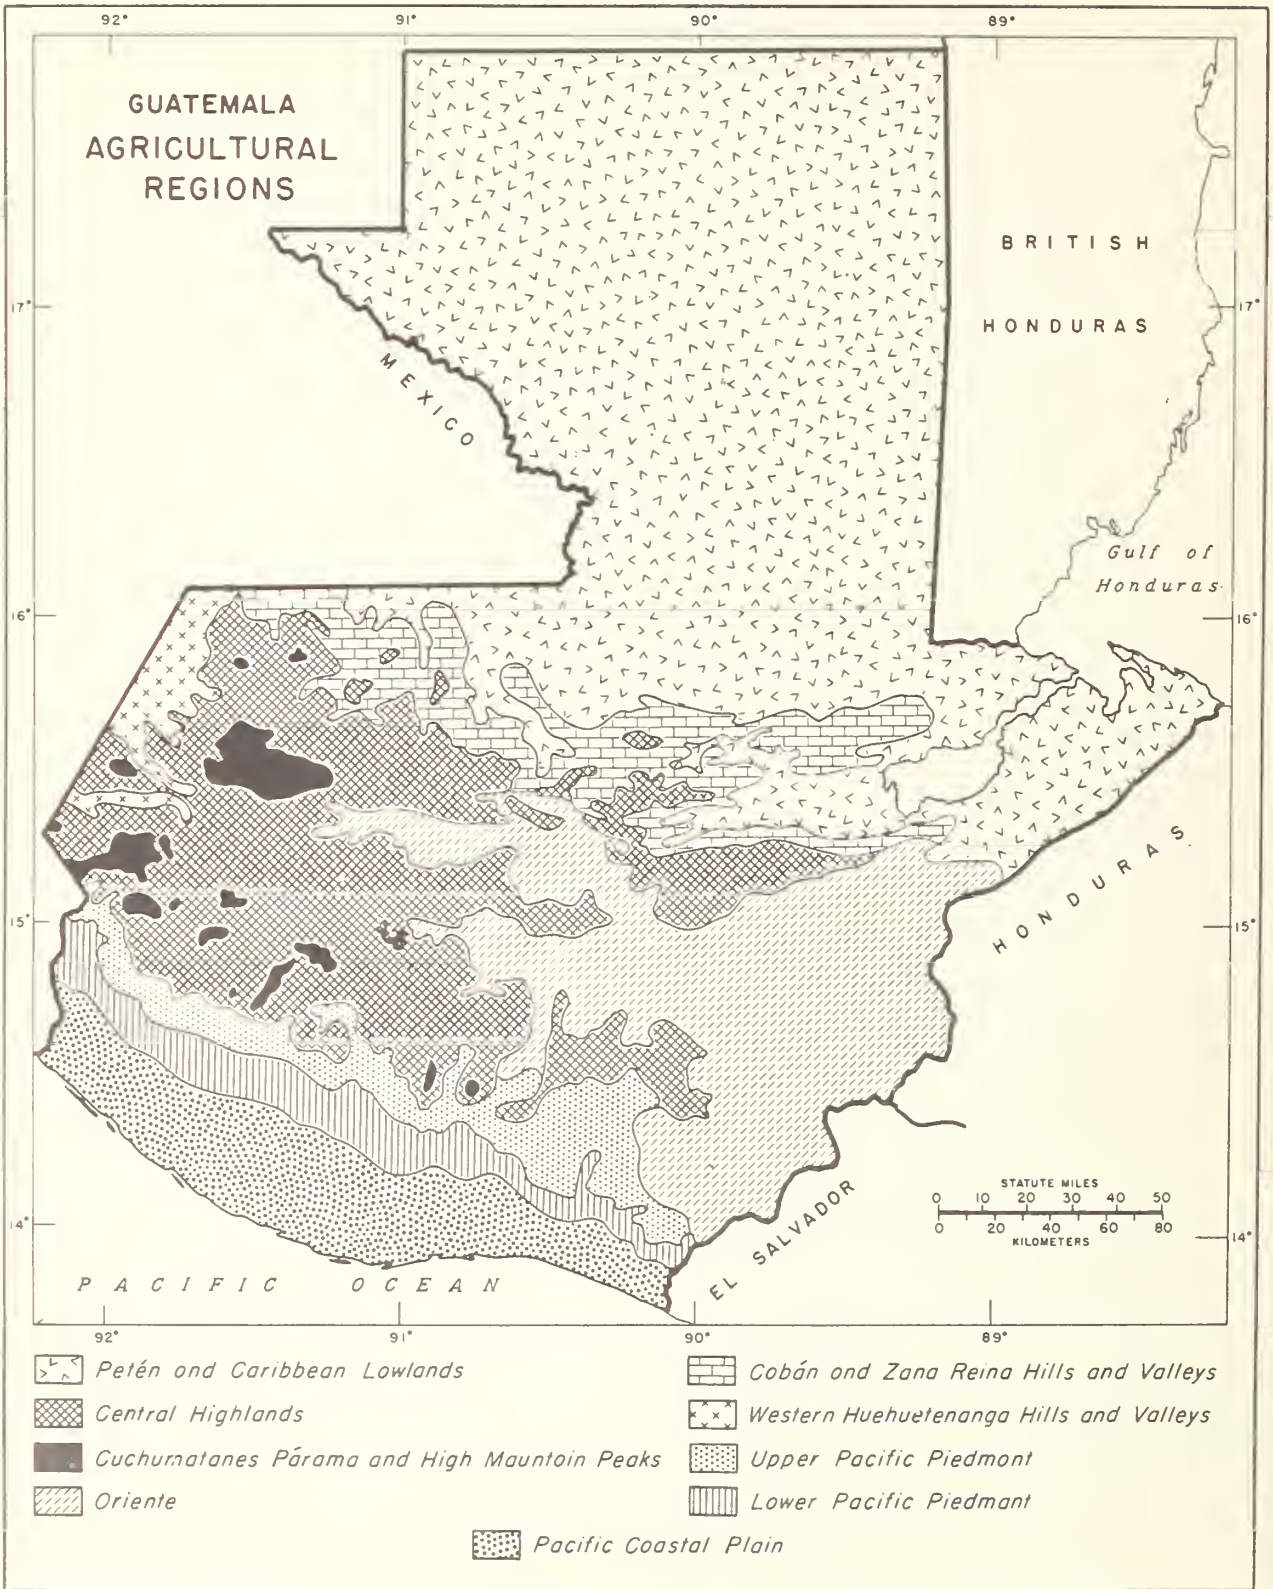 92° 91° 90° 89°
GUATEMALA
AGRICULTURAL
REGIONS
BRITISH
HONDURAS
17° 17°
MEXICO
Gulf of
Honduras
16° 16°
HONDURAS
15° 15°
STATUTE MILES
0 10 20 30 40 50
0 20 40 60 80
KILOMETERS
14° 14°
EL SALVADOR
PACIFIC OCEAN
92° 91° 90° 89°
Petén and Caribbean Lowlands
Central Highlands
Cuchumatanes Páramo and High Mountain Peaks
Oriente
Cobán and Zona Reina Hills and Valleys
Western Huehuetenango Hills and Valleys
Upper Pacific Piedmont
Lower Pacific Piedmont
Pacific Coastal Plain